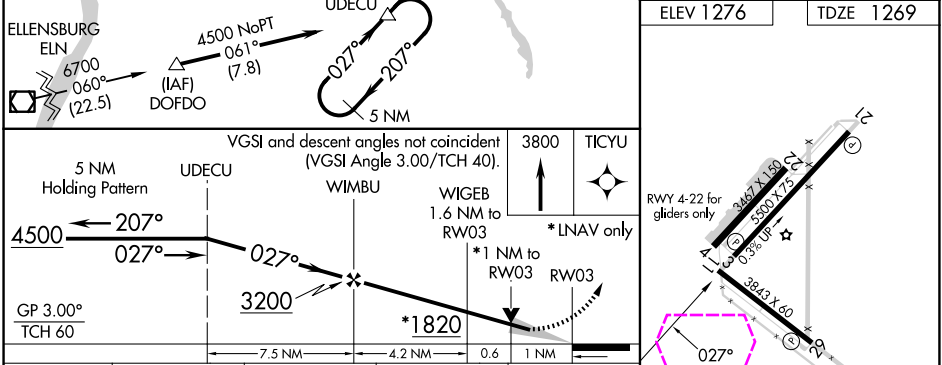 UDECU
ELLENSBURG
ELN
6700
060°
(22.5)
(IAF)
DOFDO
4500 NoPT
061°
(7.8)
027°
207°
5 NM
VGSI and descent angles not coincident
(VGSI Angle 3.00/TCH 40).
3800
TICYU
5 NM
Holding Pattern
UDECU
WIMBU
WIGEB
1.6 NM to
RW03
*LNAV only
*1 NM to
RW03
RW03
207°
4500
027°
027°
3200
*1820
GP 3.00°
TCH 60
7.5 NM
4.2 NM
0.6
1 NM
ELEV 1276
TDZE 1269
21
P
22
3467 X 150
5500 X 75
RWY 4-22 for
gliders only
P
0.3% UP
4
3
11
3843 X 60
P
29
027°